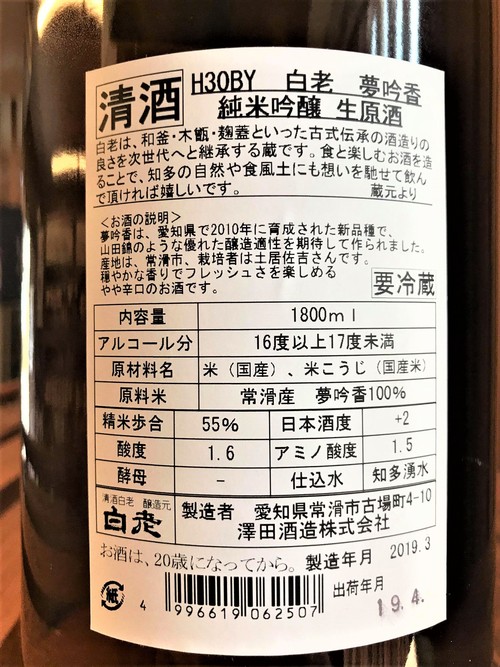 清酒 H30BY 白老 夢吟香
純米吟醸 生原酒
白老は、和釜・木甑・麹蓋といった古式伝承の酒造りの
良さを次世代へと継承する蔵です。食と楽しむお酒を造
ることで、知多の自然や食風土にも想いを馳せて飲ん
で頂ければ嬉しいです。 蔵元より
＜お酒の説明＞
夢吟香は、愛知県で2010年に育成された新品種で、
山田錦のような優れた醸造適性を期待して作られました。
産地は、常滑市、栽培者は土居佐吉さんです。
穏やかな香りでフレッシュさを楽しめる
やや辛口のお酒です。
要冷蔵
内容量 1800ml
アルコール分 16度以上17度未満
原材料名 米（国産）、米こうじ（国産米）
原料米 常滑産 夢吟香100%
精米歩合 55% 日本酒度 +2
酸度 1.6 アミノ酸度 1.5
酵母 - 仕込水 知多湧水
清酒白老 醸造元
白老
製造者 愛知県常滑市古場町4-10
澤田酒造株式会社
お酒は、20歳になってから。 製造年月 2019.3
紙 4 996619 062507 出荷年月
19.4.